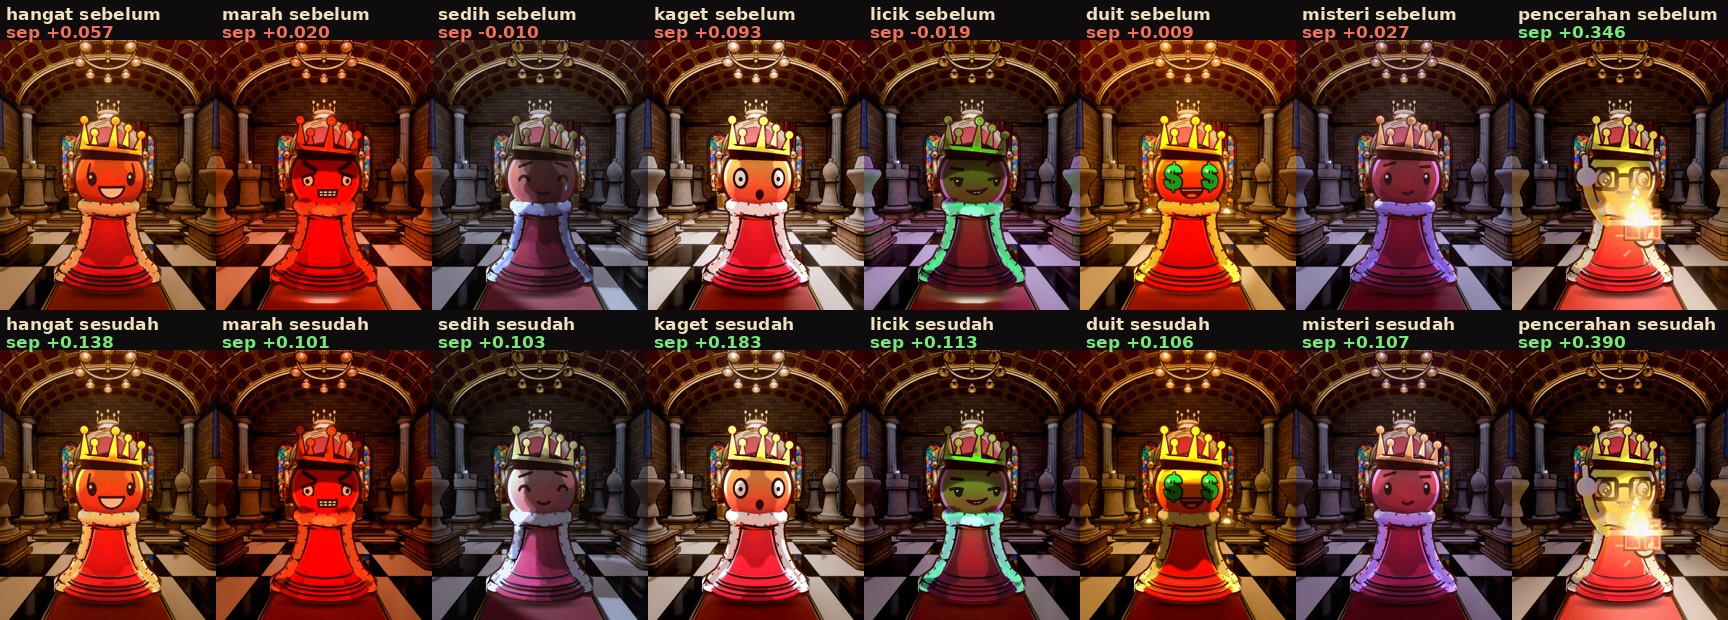 hangat sebelum
sep +0.057
marah sebelum
sep +0.020
sedih sebelum
sep -0.010
kaget sebelum
sep +0.093
licik sebelum
sep -0.019
duit sebelum
sep +0.009
misteri sebelum
sep +0.027
pencerahan sebelum
sep +0.346
$ $
hangat sesudah
sep +0.138
marah sesudah
sep +0.101
sedih sesudah
sep +0.103
kaget sesudah
sep +0.183
licik sesudah
sep +0.113
duit sesudah
sep +0.106
misteri sesudah
sep +0.107
pencerahan sesudah
sep +0.390
$ $